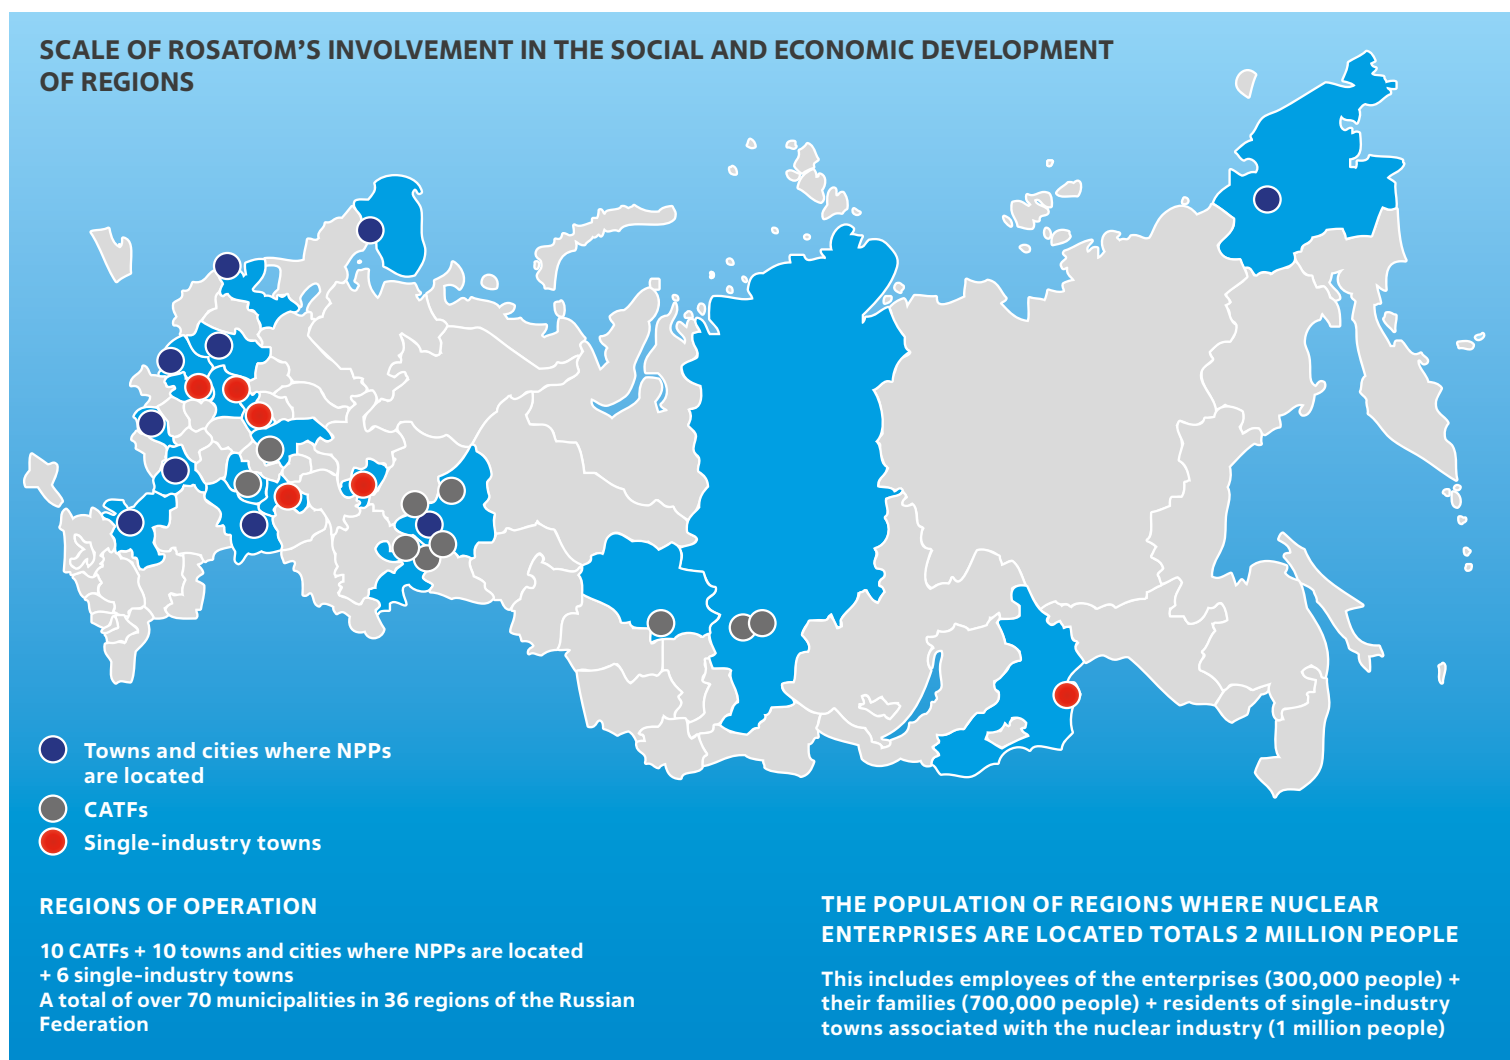 SCALE OF ROSATOM’S INVOLVEMENT IN THE SOCIAL AND ECONOMIC DEVELOPMENT
OF REGIONS
Towns and cities where NPPs
are located
CATFs
Single-industry towns
REGIONS OF OPERATION
10 CATFs + 10 towns and cities where NPPs are located
+ 6 single-industry towns
A total of over 70 municipalities in 36 regions of the Russian
Federation
THE POPULATION OF REGIONS WHERE NUCLEAR
ENTERPRISES ARE LOCATED TOTALS 2 MILLION PEOPLE
This includes employees of the enterprises (300,000 people) +
their families (700,000 people) + residents of single-industry
towns associated with the nuclear industry (1 million people)